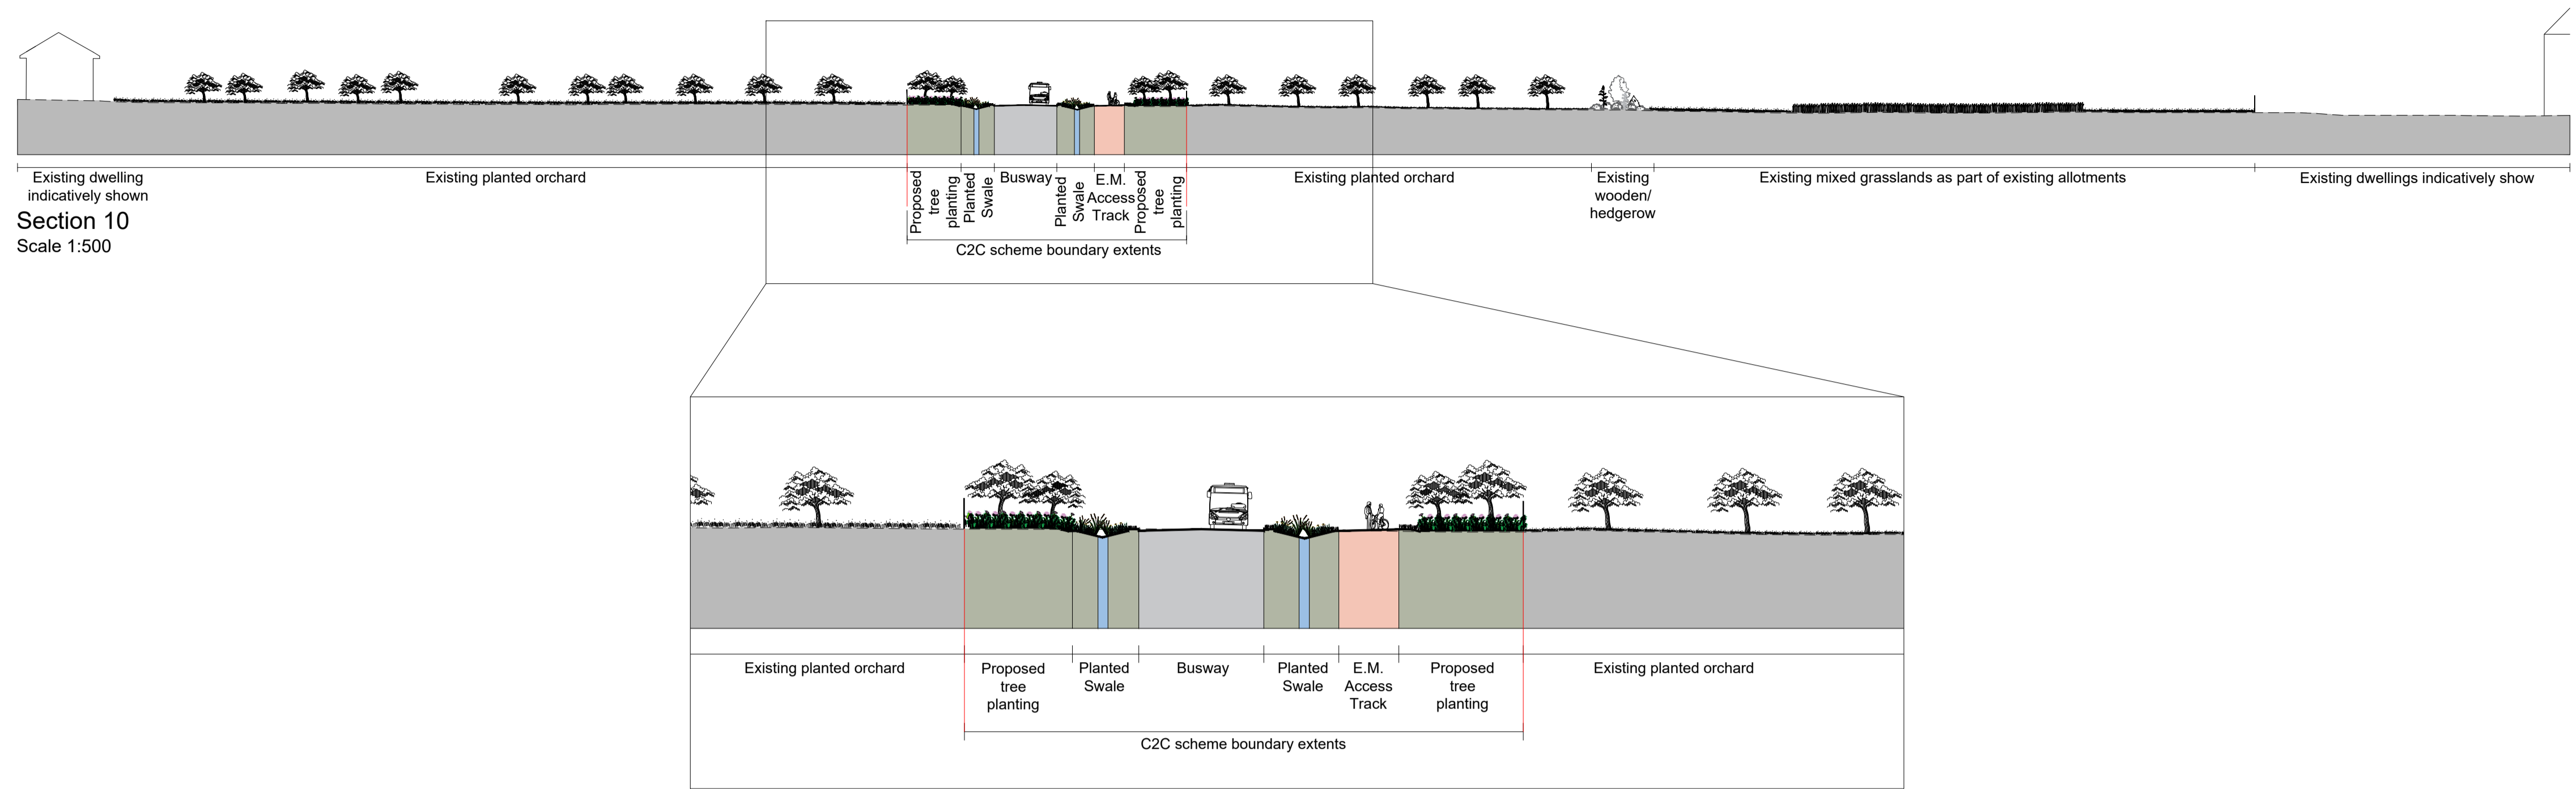 Existing dwelling
indicatively shown
Existing planted orchard
Proposed
tree
planting
Planted
Swale
Busway
Planted
Swale
E.M.
Access
Track
Proposed
tree
planting
Existing planted orchard
Existing
wooden/
hedgerow
Existing mixed grasslands as part of existing allotments
Existing dwellings indicatively show
Section 10
Scale 1:500
C2C scheme boundary extents
Existing planted orchard
Proposed
tree
planting
Planted
Swale
Busway
Planted
Swale
E.M.
Access
Track
Proposed
tree
planting
Existing planted orchard
C2C scheme boundary extents